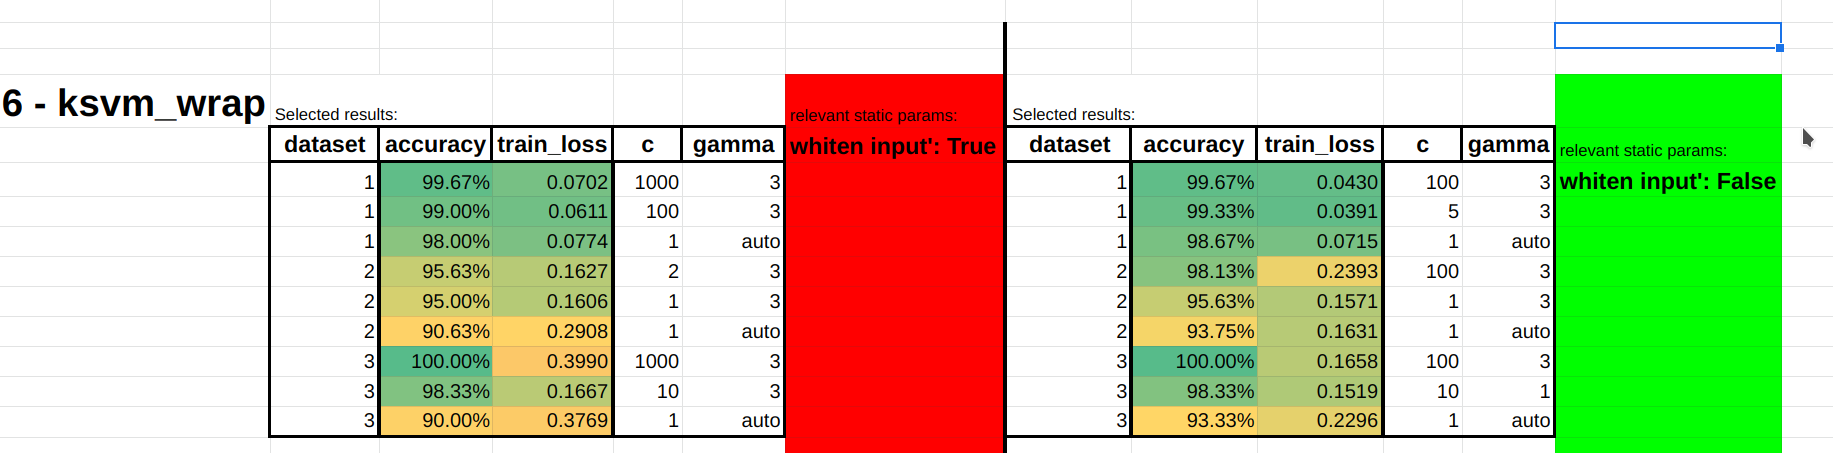 6 - ksvm_wrap
Selected results:
relevant static params:
Selected results:
dataset accuracy train_loss c gamma
whiten input': True
dataset accuracy train_loss c gamma
relevant static params:
whiten input': False
1 99.67% 0.0702 1000 3 1 99.67% 0.0430 100 3
1 99.00% 0.0611 100 3 1 99.33% 0.0391 5 3
1 98.00% 0.0774 1 auto 1 98.67% 0.0715 1 auto
2 95.63% 0.1627 2 3 2 98.13% 0.2393 100 3
2 95.00% 0.1606 1 3 2 95.63% 0.1571 1 3
2 90.63% 0.2908 1 auto 2 93.75% 0.1631 1 auto
3 100.00% 0.3990 1000 3 3 100.00% 0.1658 100 3
3 98.33% 0.1667 10 3 3 98.33% 0.1519 10 1
3 90.00% 0.3769 1 auto 3 93.33% 0.2296 1 auto